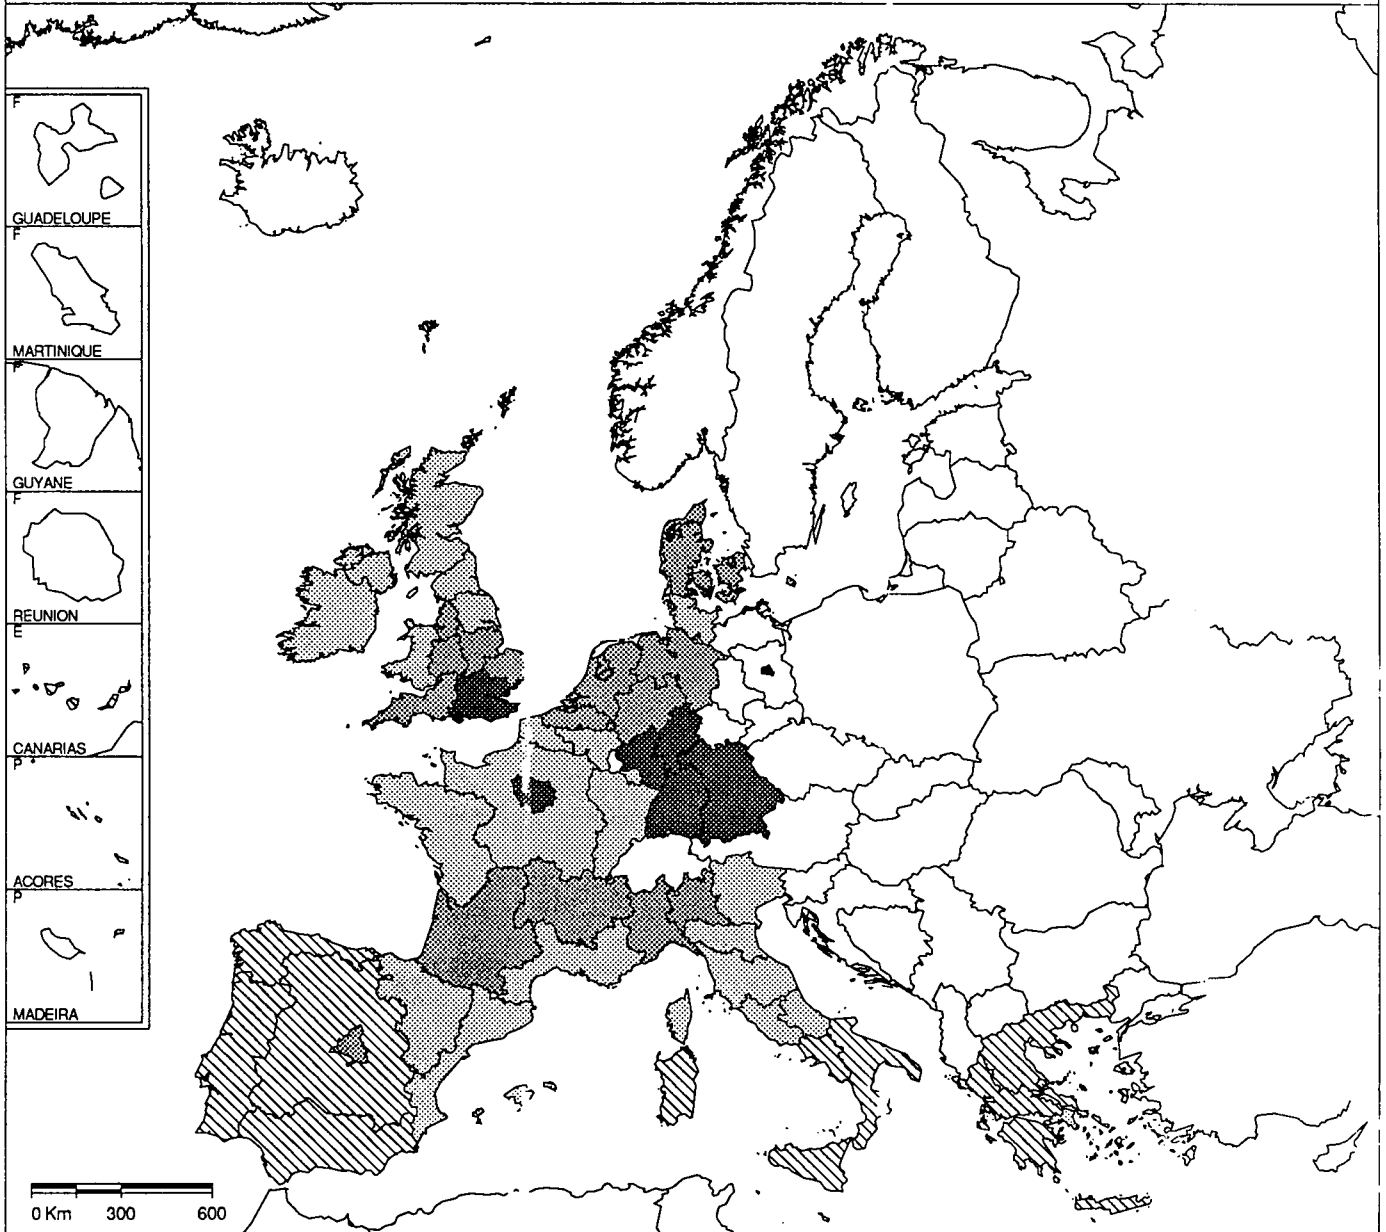 F
GUADELOUPE
F
MARTINIQUE
F
GUYANE
F
REUNION
E
CANARIAS
P
ACORES
P
MADEIRA
0 Km 300 600